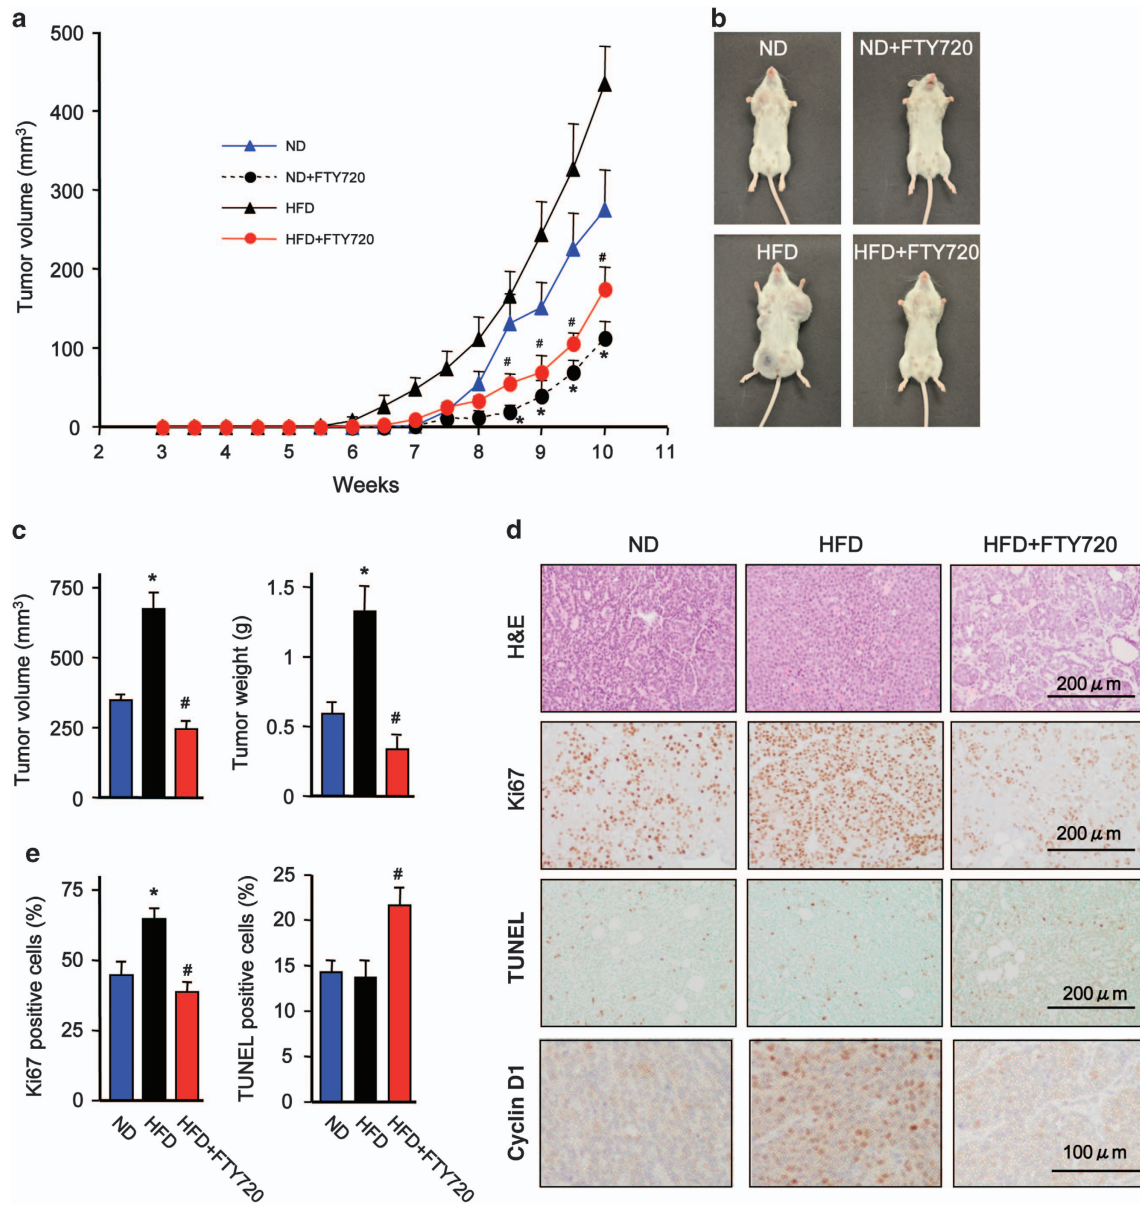 a
500
400
300
200
100
0
Tumor volume (mm³)
2 3 4 5 6 7 8 9 10 11
Weeks
ND
ND+FTY720
HFD
HFD+FTY720
# # # # #
* * * *
b
ND ND+FTY720
HFD HFD+FTY720
c
Tumor volume (mm³)
750
500
250
0
*
#
Tumor weight (g)
1.5
1
0.5
0
*
#
d
ND HFD HFD+FTY720
H&E
200 μm
Ki67
200 μm
TUNEL
200 μm
Cyclin D1
100 μm
e
Ki67 positive cells (%)
75
50
25
0
*
#
ND HFD HFD+FTY720
TUNEL positive cells (%)
25
22
15
12
5
0
#
ND HFD HFD+FTY720